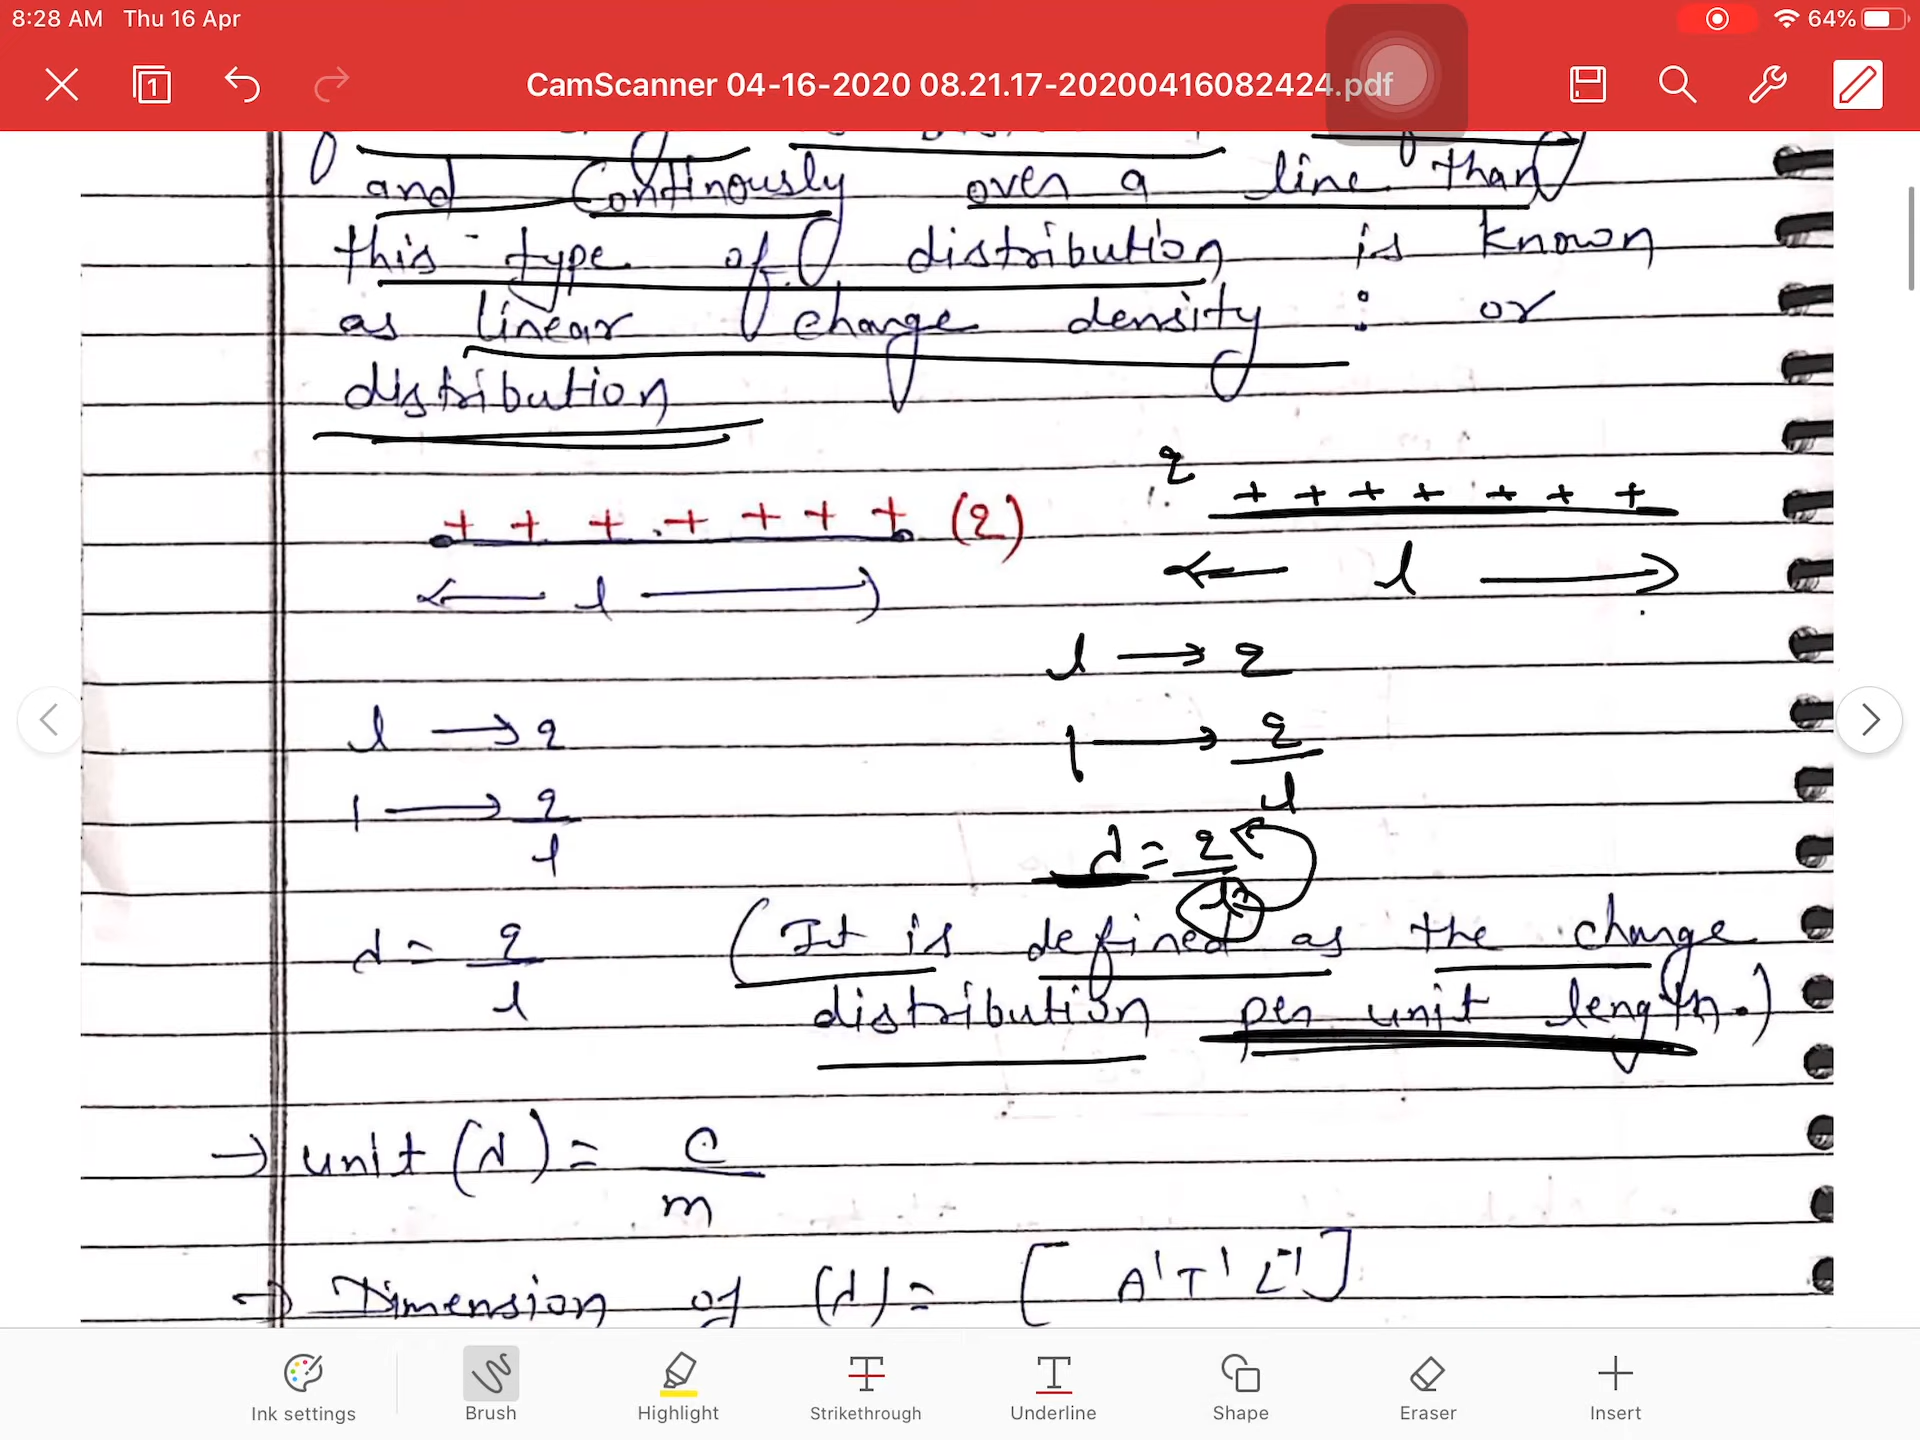 8:28 AM Thu 16 Apr
64%
1
CamScanner 04-16-2020 08.21.17-20200416082424.pdf
and Continously over a line than
this type of distribution is known
as linear charge density : or
distribution
+ + + + + + + (q)
l
q
+ + + + + + +
l
l → q
1 → q/l
λ = q/l
l → q
1 → q/l
λ = q/l (It is defined as the charge
distribution per unit length.)
→ unit (λ) = C/m
→ Dimension of (λ) = [A¹T¹L⁻¹]
Ink settings Brush Highlight Strikethrough Underline Shape Eraser Insert